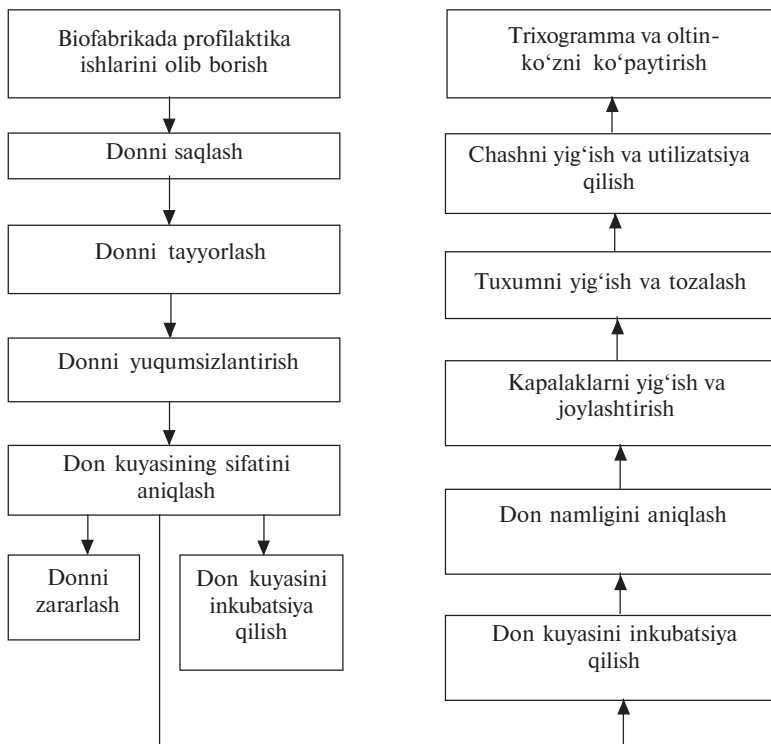 Biofabrikada profilaktika
ishlarini olib borish
Donni saqlash
Donni tayyorlash
Donni yuqumsizlantirish
Don kuyasining sifatini
aniqlash
Donni
zararlash
Don kuyasini
inkubatsiya
qilish
Trixogramma va oltin-
ko‘zni ko‘paytirish
Chashni yig‘ish va utilizatsiya
qilish
Tuxumni yig‘ish va tozalash
Kapalaklarni yig‘ish va
joylashtirish
Don namligini aniqlash
Don kuyasini inkubatsiya
qilish